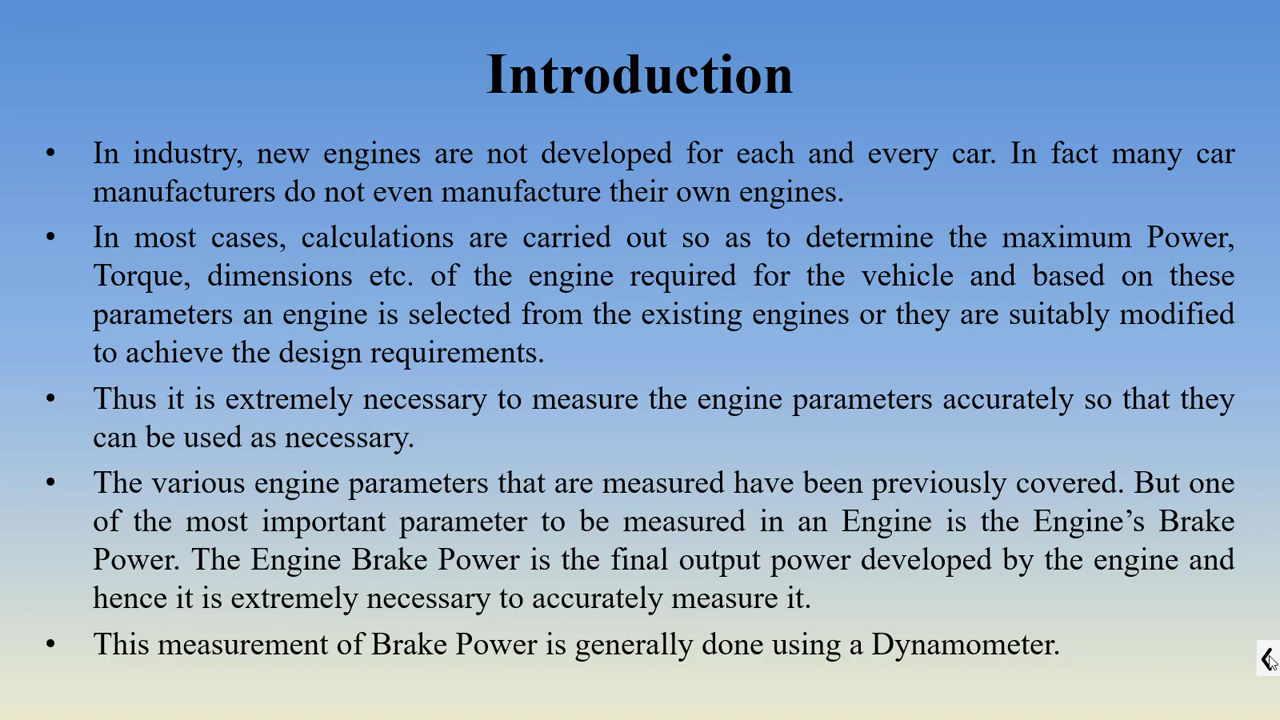 Introduction
• In industry, new engines are not developed for each and every car. In fact many car
manufacturers do not even manufacture their own engines.
• In most cases, calculations are carried out so as to determine the maximum Power,
Torque, dimensions etc. of the engine required for the vehicle and based on these
parameters an engine is selected from the existing engines or they are suitably modified
to achieve the design requirements.
• Thus it is extremely necessary to measure the engine parameters accurately so that they
can be used as necessary.
• The various engine parameters that are measured have been previously covered. But one
of the most important parameter to be measured in an Engine is the Engine’s Brake
Power. The Engine Brake Power is the final output power developed by the engine and
hence it is extremely necessary to accurately measure it.
• This measurement of Brake Power is generally done using a Dynamometer.